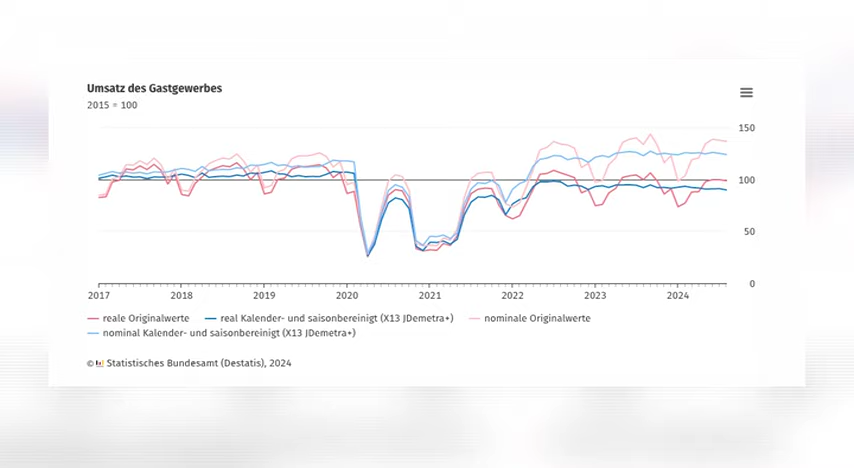 Umsatz des Gastgewerbes
2015 = 100
150
100
50
0
2017 2018 2019 2020 2021 2022 2023 2024
reale Originalwerte real Kalender- und saisonbereinigt (X13 JDemetra+) nominale Originalwerte
nominal Kalender- und saisonbereinigt (X13 JDemetra+)
© Statistisches Bundesamt (Destatis), 2024